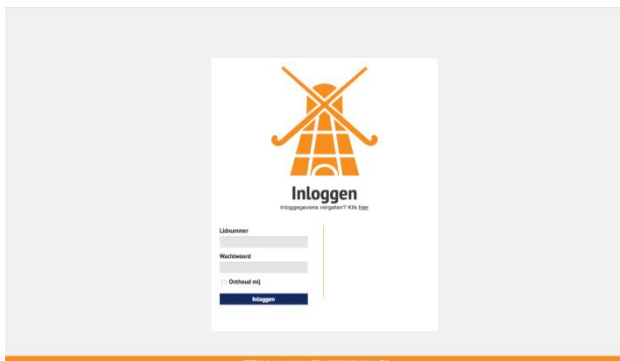 Inloggen
Inloggegevens vergeten? Klik hier
Lidnummer
Wachtwoord
Onthoud mij
Inloggen